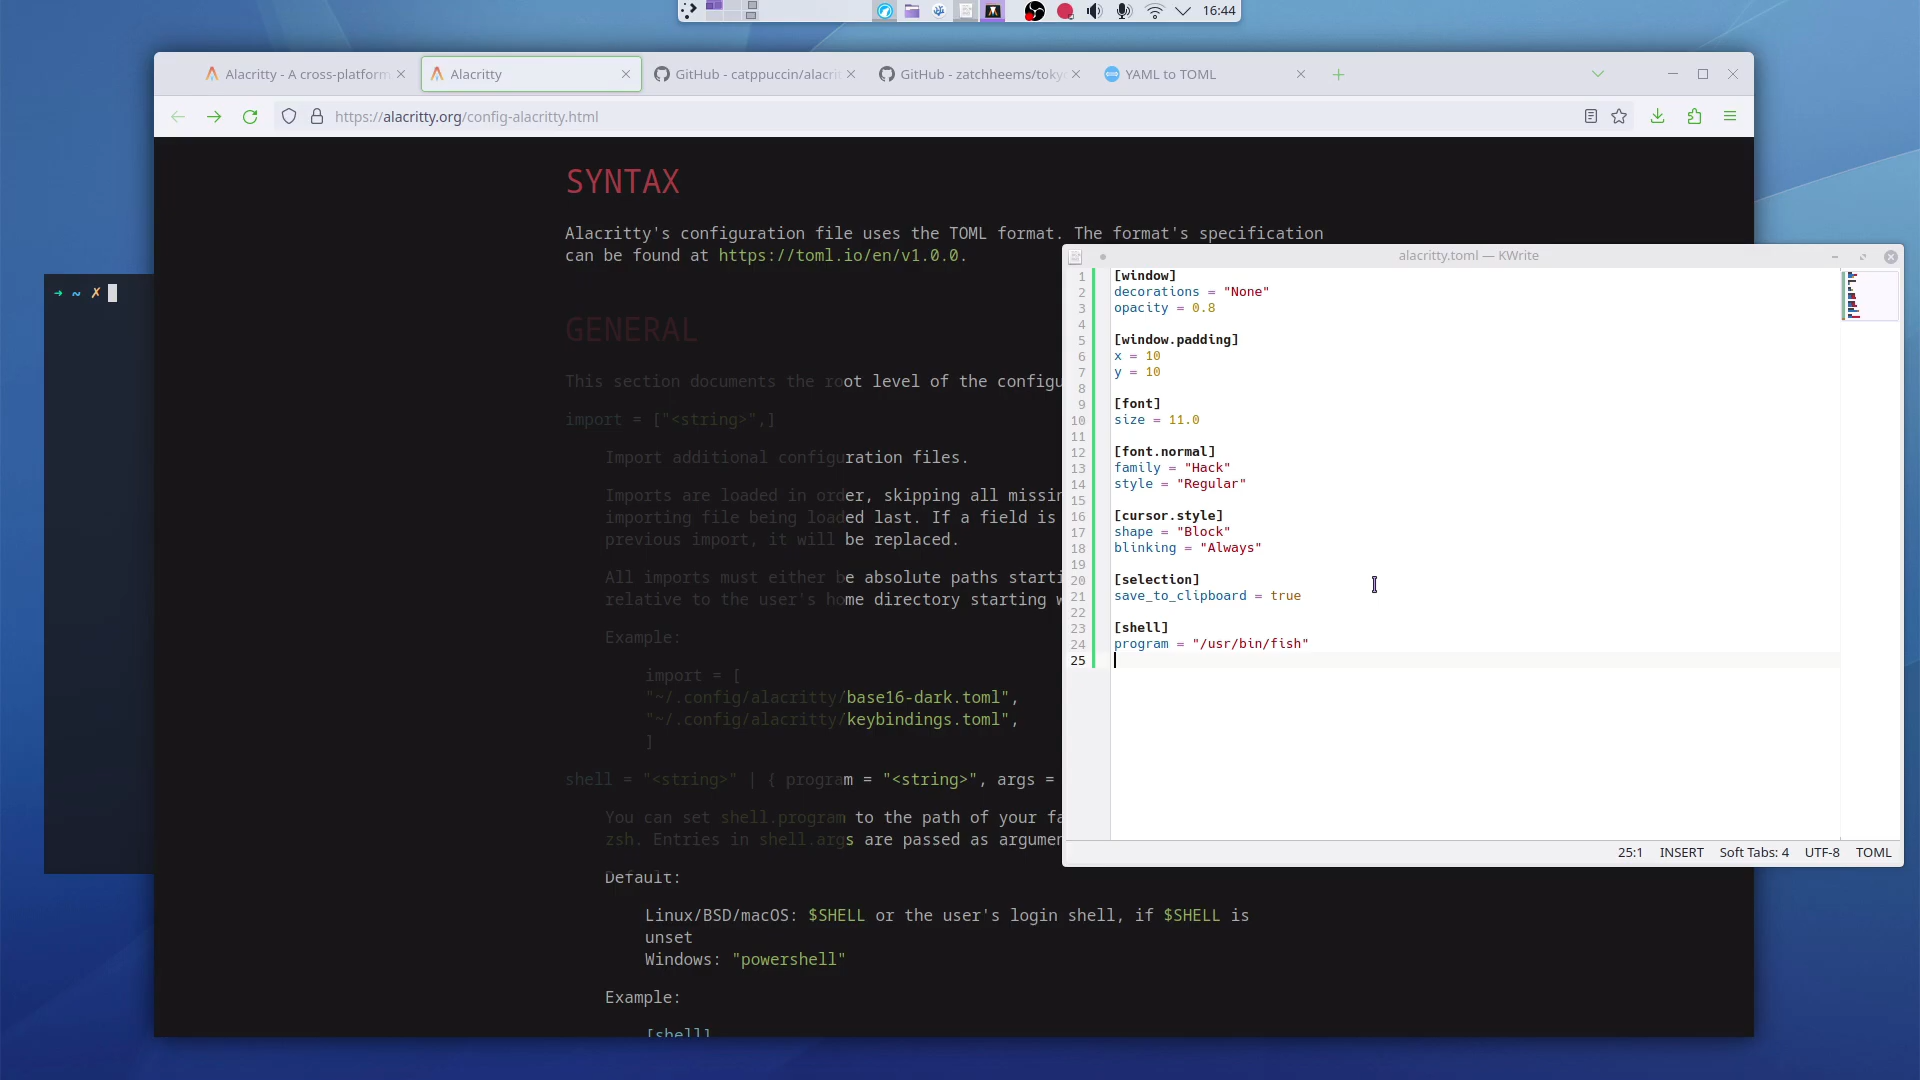 16:44
Alacritty - A cross-platform
Alacritty
GitHub - catppuccin/alacri
GitHub - zatchheems/toky
YAML to TOML
https://alacritty.org/config-alacritty.html
SYNTAX
Alacritty's configuration file uses the TOML format. The format's specification
can be found at https://toml.io/en/v1.0.0.
GENERAL
This section documents the root level of the configu
import = ["<string>",]
Import additional configuration files.
Imports are loaded in order, skipping all missin
importing file being loaded last. If a field is
previous import, it will be replaced.
All imports must either be absolute paths starti
relative to the user's home directory starting w
Example:
import = [
"~/.config/alacritty/base16-dark.toml",
"~/.config/alacritty/keybindings.toml",
]
shell = "<string>" | { program = "<string>", args =
You can set shell.program to the path of your fa
zsh. Entries in shell.args are passed as argumen
Default:
Linux/BSD/macOS: $SHELL or the user's login shell, if $SHELL is
unset
Windows: "powershell"
Example:
[shell]
➜ ~ ✗
alacritty.toml — KWrite
1 [window]
2 decorations = "None"
3 opacity = 0.8
4
5 [window.padding]
6 x = 10
7 y = 10
8
9 [font]
10 size = 11.0
11
12 [font.normal]
13 family = "Hack"
14 style = "Regular"
15
16 [cursor.style]
17 shape = "Block"
18 blinking = "Always"
19
20 [selection]
21 save_to_clipboard = true
22
23 [shell]
24 program = "/usr/bin/fish"
25
25:1 INSERT Soft Tabs: 4 UTF-8 TOML